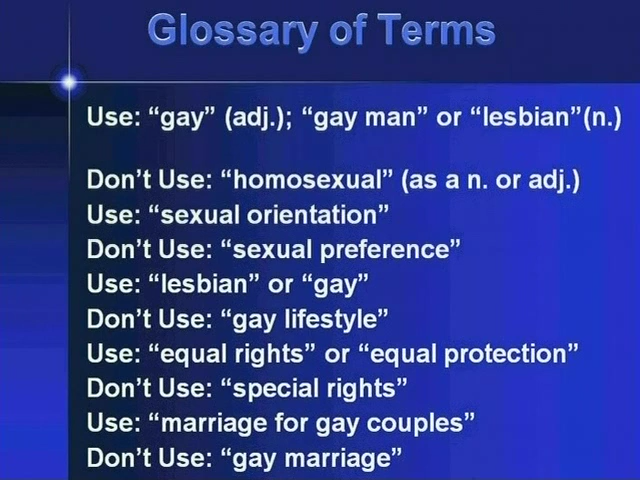 Glossary of Terms
Use: “gay” (adj.); “gay man” or “lesbian”(n.)
Don’t Use: “homosexual” (as a n. or adj.)
Use: “sexual orientation”
Don’t Use: “sexual preference”
Use: “lesbian” or “gay”
Don’t Use: “gay lifestyle”
Use: “equal rights” or “equal protection”
Don’t Use: “special rights”
Use: “marriage for gay couples”
Don’t Use: “gay marriage”